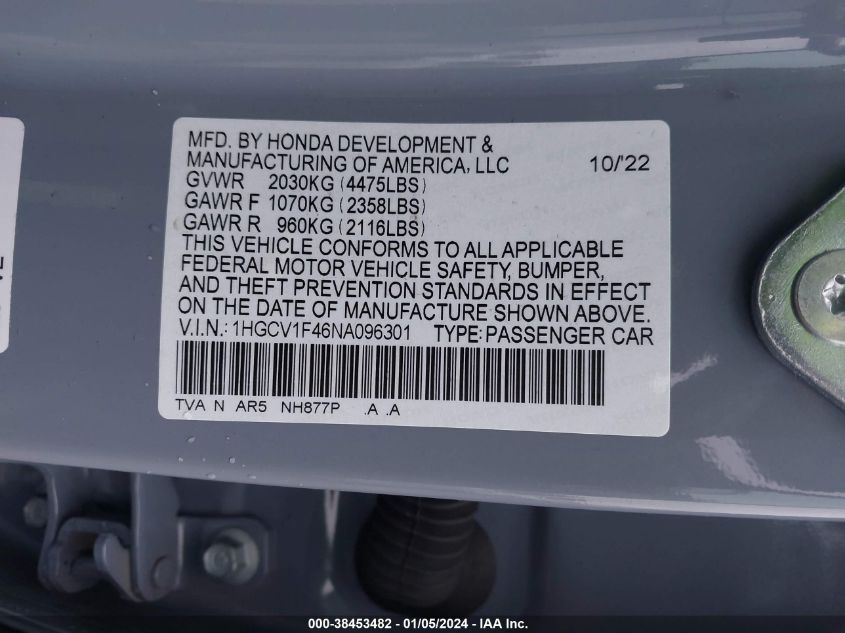 MFD. BY HONDA DEVELOPMENT &
MANUFACTURING OF AMERICA, LLC 10/'22
GVWR 2030KG (4475LBS)
GAWR F 1070KG (2358LBS)
GAWR R 960KG (2116LBS)
THIS VEHICLE CONFORMS TO ALL APPLICABLE
FEDERAL MOTOR VEHICLE SAFETY, BUMPER,
AND THEFT PREVENTION STANDARDS IN EFFECT
ON THE DATE OF MANUFACTURE SHOWN ABOVE.
V.I.N.: 1HGCV1F46NA096301 TYPE: PASSENGER CAR
TVA N AR5 NH877P .A .A
000-38453482 - 01/05/2024 - IAA Inc.